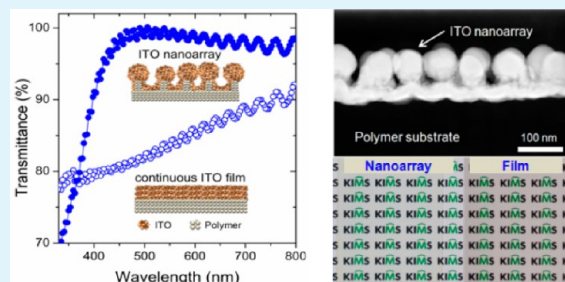 100
90
80
70
Transmittance (%)
ITO nanoarray
continuous ITO film
ITO
Polymer
400
500
600
700
800
Wavelength (nm)
ITO nanoarray
Polymer substrate
100 nm
Nanoarray
Film
KIMS KIMS KIMS KIMS KIMS KIMS KIMS
KIMS KIMS KIMS KIMS KIMS KIMS KIMS
KIMS KIMS KIMS KIMS KIMS KIMS KIMS
KIMS KIMS KIMS KIMS KIMS KIMS KIMS
KIMS KIMS KIMS KIMS KIMS KIMS KIMS